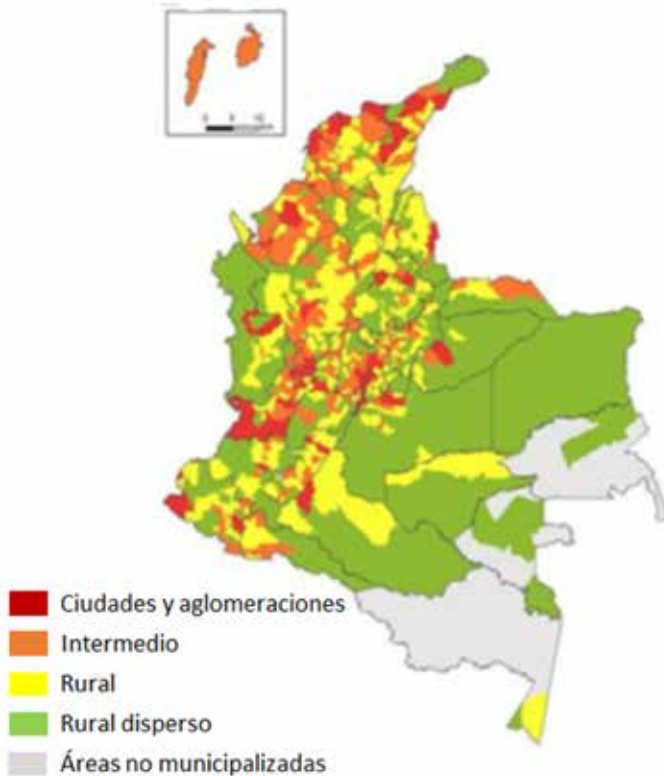 Ciudades y aglomeraciones
Intermedio
Rural
Rural disperso
Áreas no municipalizadas